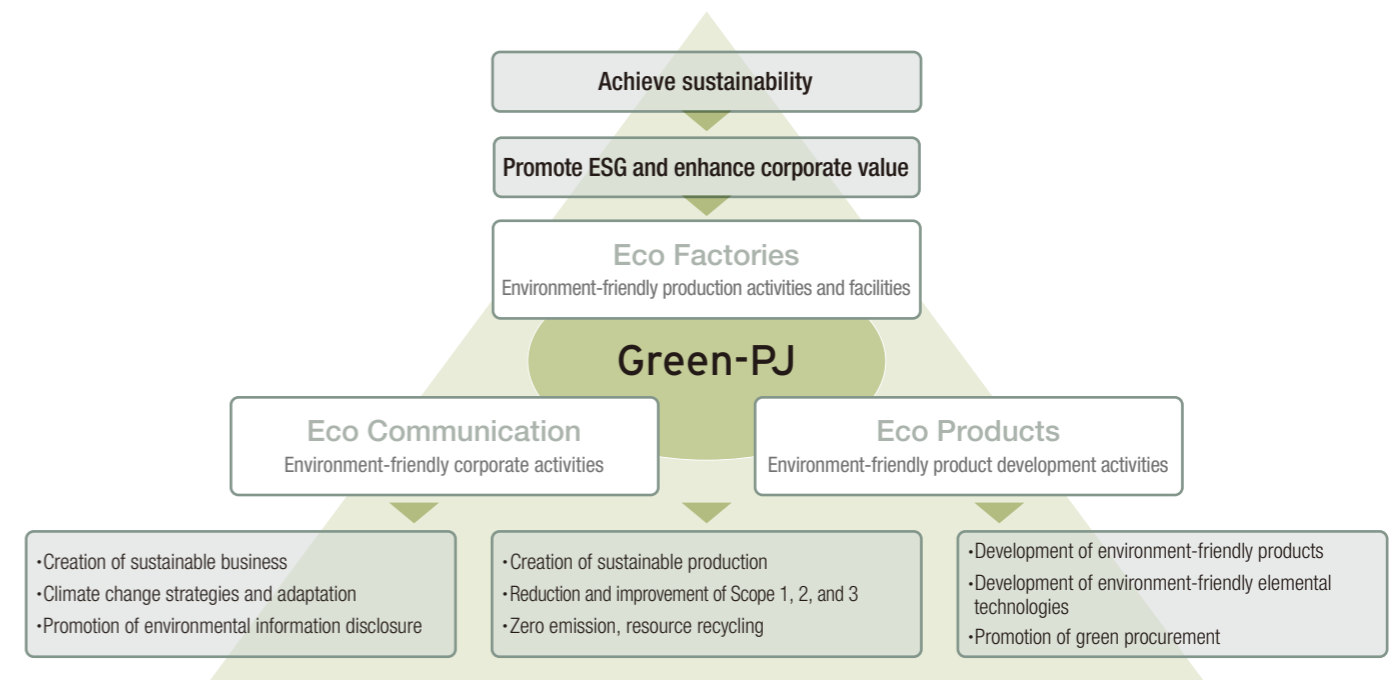 Achieve sustainability
Promote ESG and enhance corporate value
Eco Factories
Environment-friendly production activities and facilities
Green-PJ
Eco Communication
Environment-friendly corporate activities
Eco Products
Environment-friendly product development activities
･Creation of sustainable business
･Climate change strategies and adaptation
･Promotion of environmental information disclosure
･Creation of sustainable production
･Reduction and improvement of Scope 1, 2, and 3
･Zero emission, resource recycling
･Development of environment-friendly products
･Development of environment-friendly elemental
technologies
･Promotion of green procurement